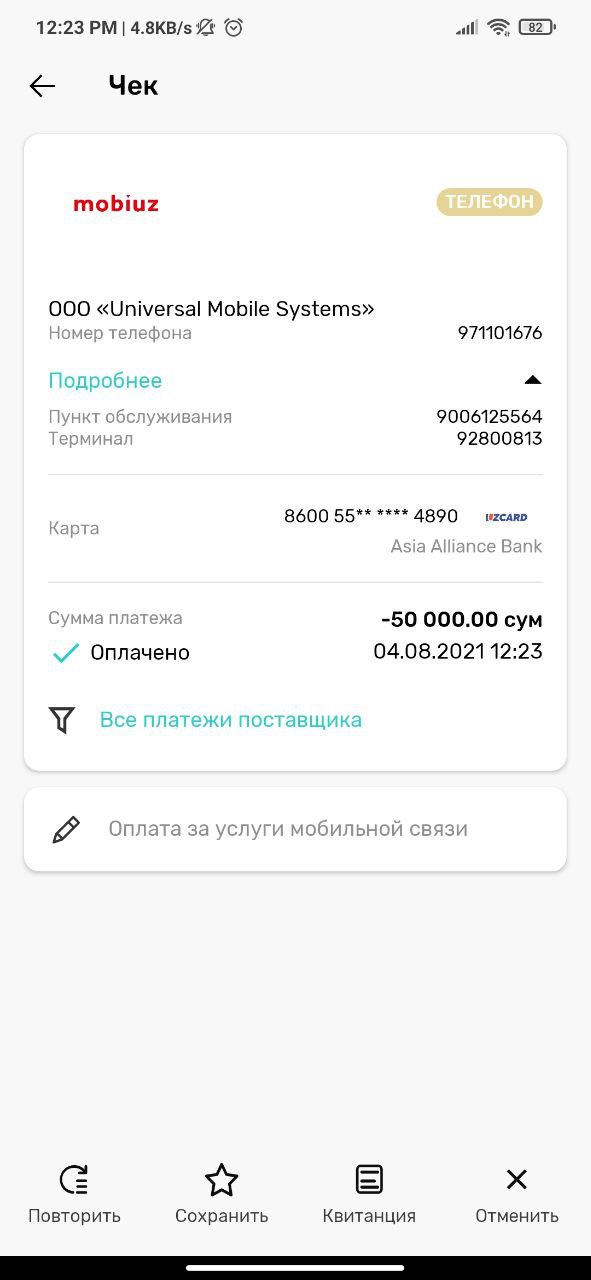 12:23 PM | 4.8KB/s 82
Чек
mobiuz ТЕЛЕФОН
ООО «Universal Mobile Systems»
Номер телефона 971101676
Подробнее
Пункт обслуживания 9006125564
Терминал 92800813
8600 55** **** 4890 UZCARD
Карта
Asia Alliance Bank
Сумма платежа -50 000.00 сум
Оплачено 04.08.2021 12:23
Все платежи поставщика
Оплата за услуги мобильной связи
Повторить Сохранить Квитанция Отменить